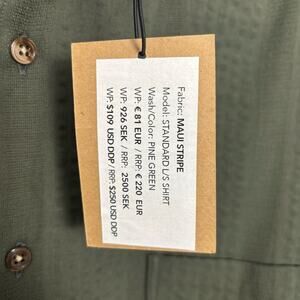 Fabric: MAUI STRIPE
Model: STANDARD L/S SHIRT
Wash/Color: PINE GREEN
WP: € 81 EUR / RRP: € 220 EUR
WP: 926 SEK / RRP: 2500 SEK
WP: $109 USD DDP / RRP: $250 USD DDP